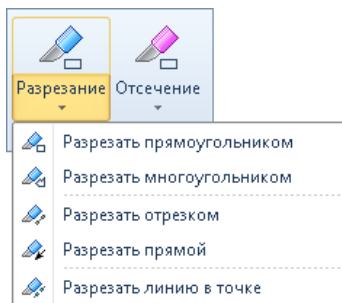 Разрезание Отсечение
Разрезать прямоугольником
Разрезать многоугольником
Разрезать отрезком
Разрезать прямой
Разрезать линию в точке